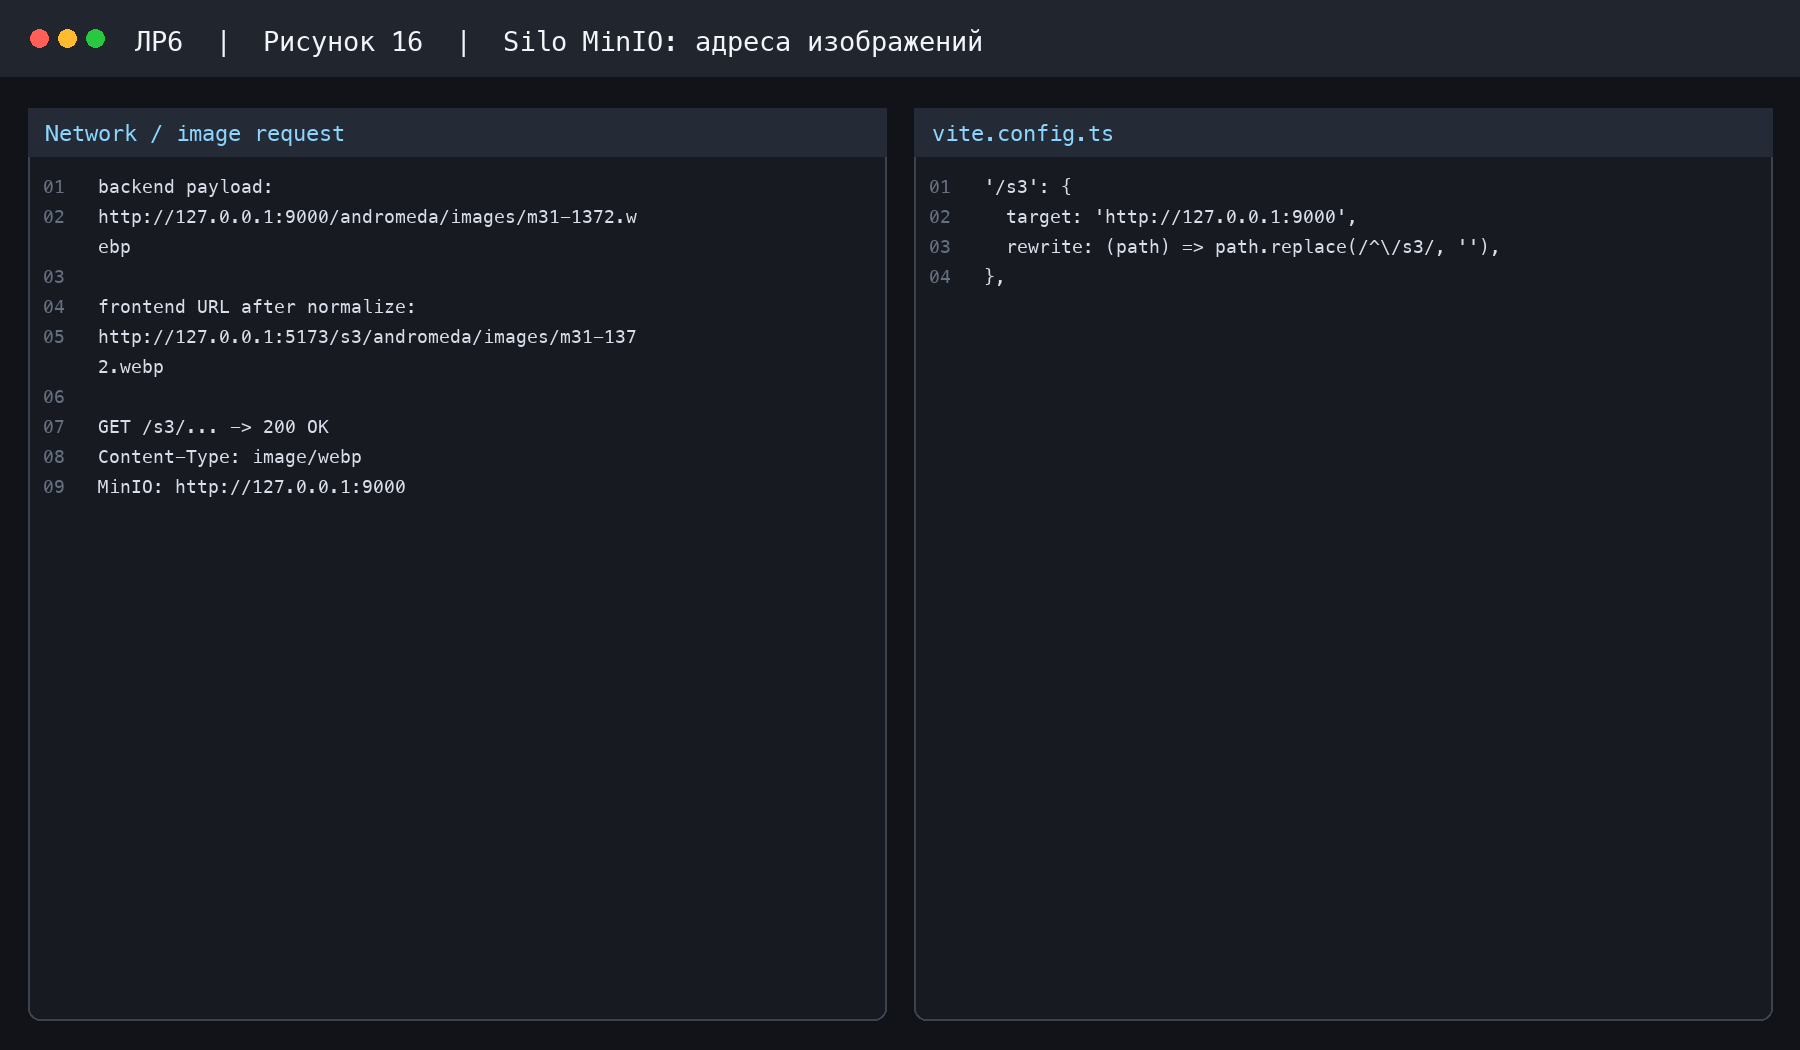 ЛР6 | Рисунок 16 | Silo MinIO: адреса изображений
Network / image request
01 backend payload:
02 http://127.0.0.1:9000/andromeda/images/m31-1372.w
ebp
03
04 frontend URL after normalize:
05 http://127.0.0.1:5173/s3/andromeda/images/m31-137
2.webp
06
07 GET /s3/... -> 200 OK
08 Content-Type: image/webp
09 MinIO: http://127.0.0.1:9000
vite.config.ts
01 '/s3': {
02   target: 'http://127.0.0.1:9000',
03   rewrite: (path) => path.replace(/^\/s3/, ''),
04 },